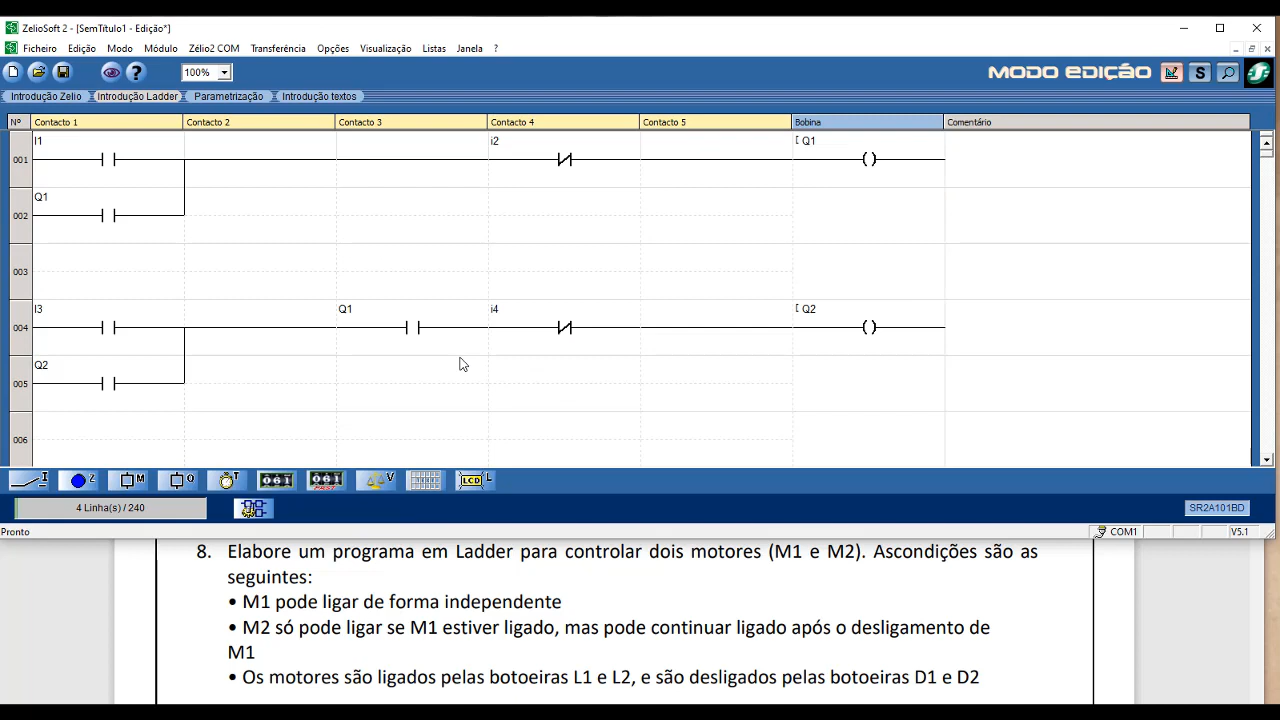 ZelioSoft 2 - [SemTítulo1 - Edição*]
Ficheiro Edição Modo Módulo Zélio2 COM Transferência Opções Visualização Listas Janela ?
100% MODO EDIÇÃO S
Introdução Zelio Introdução Ladder Parametrização Introdução textos
Nº Contacto 1 Contacto 2 Contacto 3 Contacto 4 Contacto 5 Bobina Comentário
I1 i2 [ Q1
001
Q1
002
003
I3 Q1 i4 [ Q2
004
Q2
005
006
I Z M Q T V LCD L
4 Linha(s) / 240 SR2A101BD
Pronto COM1 V5.1
8. Elabore um programa em Ladder para controlar dois motores (M1 e M2). Ascondições são as
seguintes:
• M1 pode ligar de forma independente
• M2 só pode ligar se M1 estiver ligado, mas pode continuar ligado após o desligamento de
M1
• Os motores são ligados pelas botoeiras L1 e L2, e são desligados pelas botoeiras D1 e D2